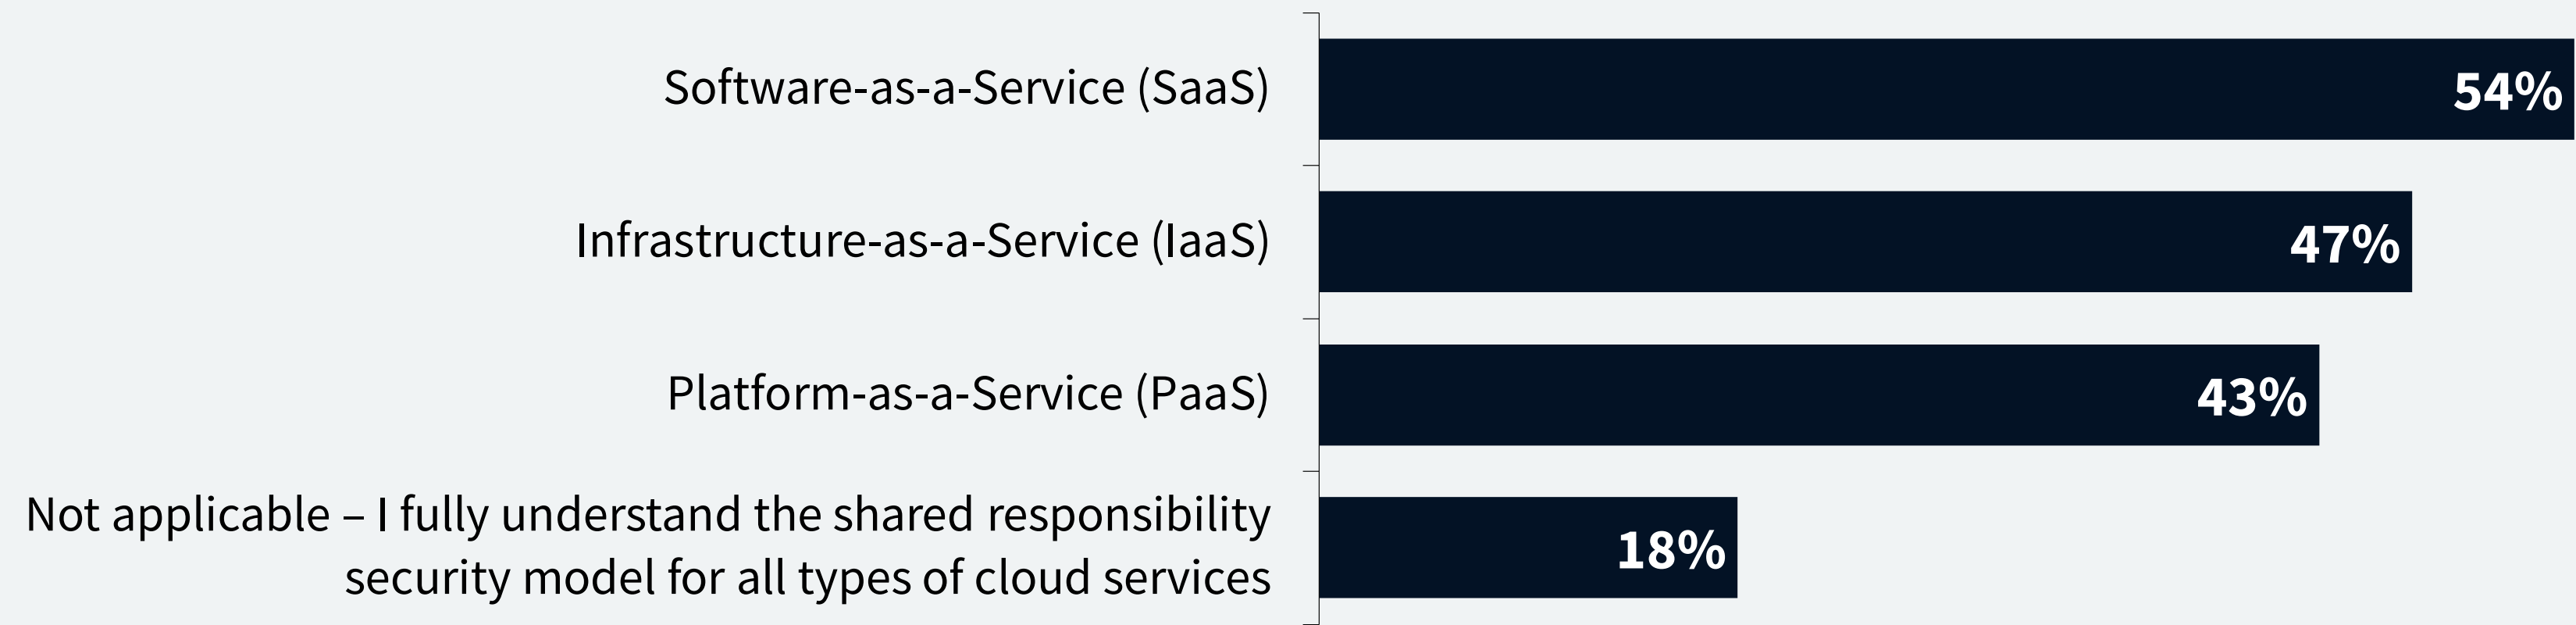 Software-as-a-Service (SaaS)
54%
Infrastructure-as-a-Service (IaaS)
47%
Platform-as-a-Service (PaaS)
43%
Not applicable – I fully understand the shared responsibility
security model for all types of cloud services
18%